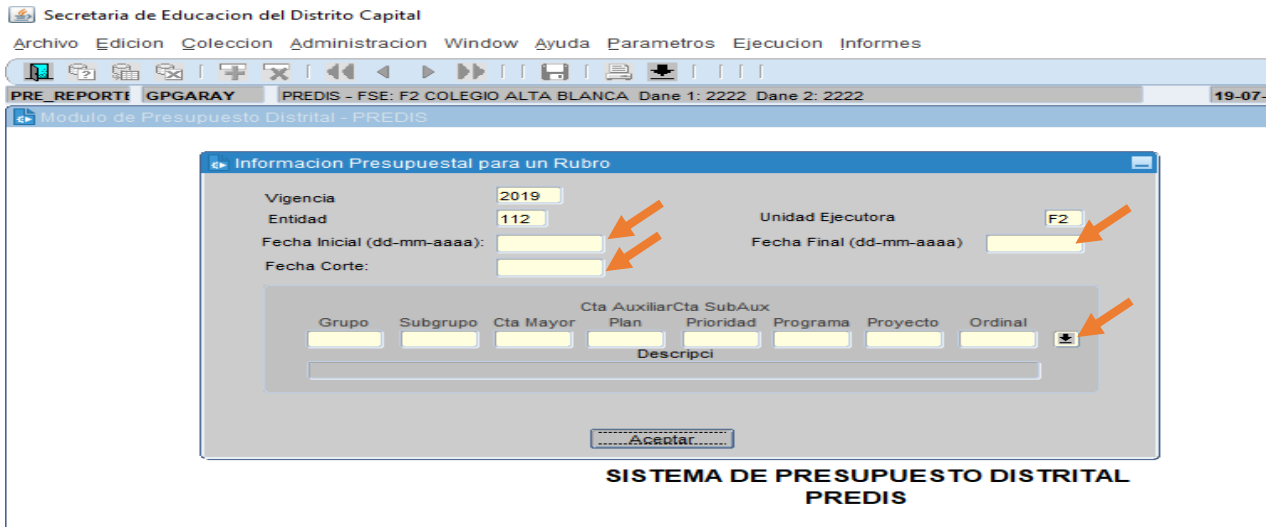 Secretaria de Educacion del Distrito Capital
Archivo Edicion Coleccion Administracion Window Ayuda Parametros Ejecucion Informes
PRE_REPORTE GPGARAY PREDIS - FSE: F2 COLEGIO ALTA BLANCA Dane 1: 2222 Dane 2: 2222 19-07-
Modulo de Presupuesto Distrital - PREDIS
Informacion Presupuestal para un Rubro
Vigencia 2019
Entidad 112 Unidad Ejecutora F2
Fecha Inicial (dd-mm-aaaa): Fecha Final (dd-mm-aaaa)
Fecha Corte:
Cta AuxiliarCta SubAux
Grupo Subgrupo Cta Mayor Plan Prioridad Programa Proyecto Ordinal
Descripci
Aceptar
SISTEMA DE PRESUPUESTO DISTRITAL
PREDIS